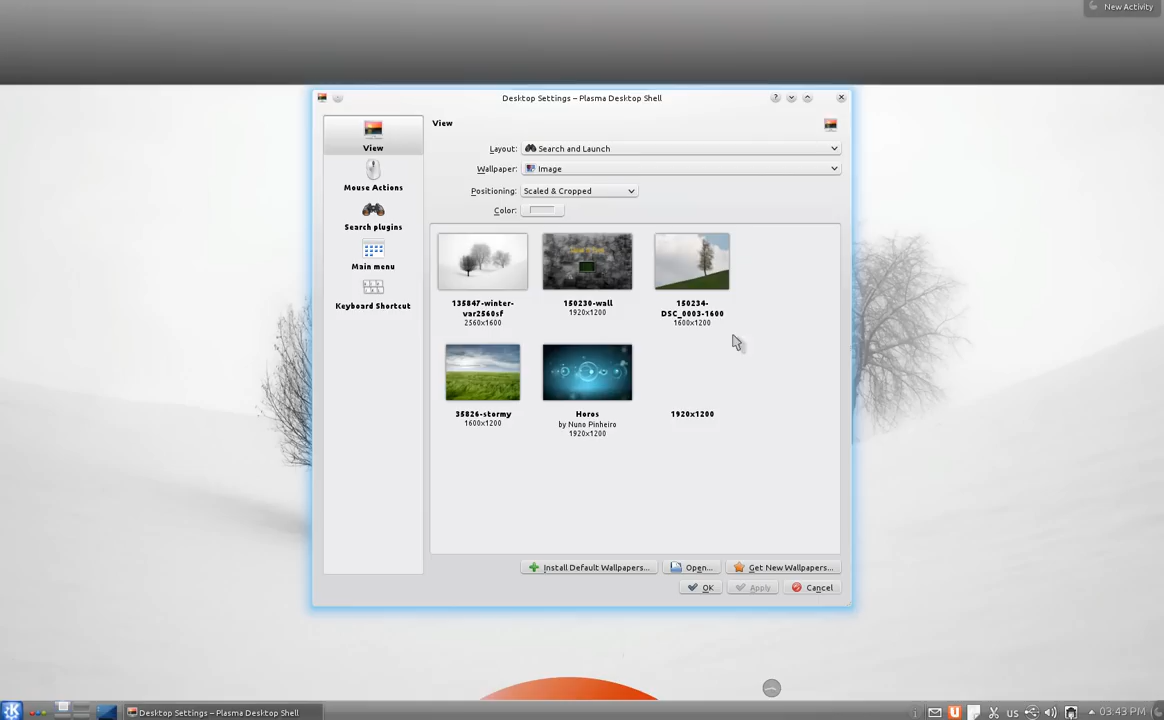 New Activity
Desktop Settings – Plasma Desktop Shell
?
View
View
Layout: Search and Launch
Wallpaper: Image
Mouse Actions
Positioning: Scaled & Cropped
Color:
Search plugins
Main menu
Keyboard Shortcut
135847-winter-
var2560sf
2560x1600
150230-wall
1920x1200
150234-
DSC_0003-1600
1600x1200
35826-stormy
1600x1200
Horos
by Nuno Pinheiro
1920x1200
1920x1200
Install Default Wallpapers...
Open...
Get New Wallpapers...
OK
Apply
Cancel
Desktop Settings – Plasma Desktop Shell
us
03:43 PM